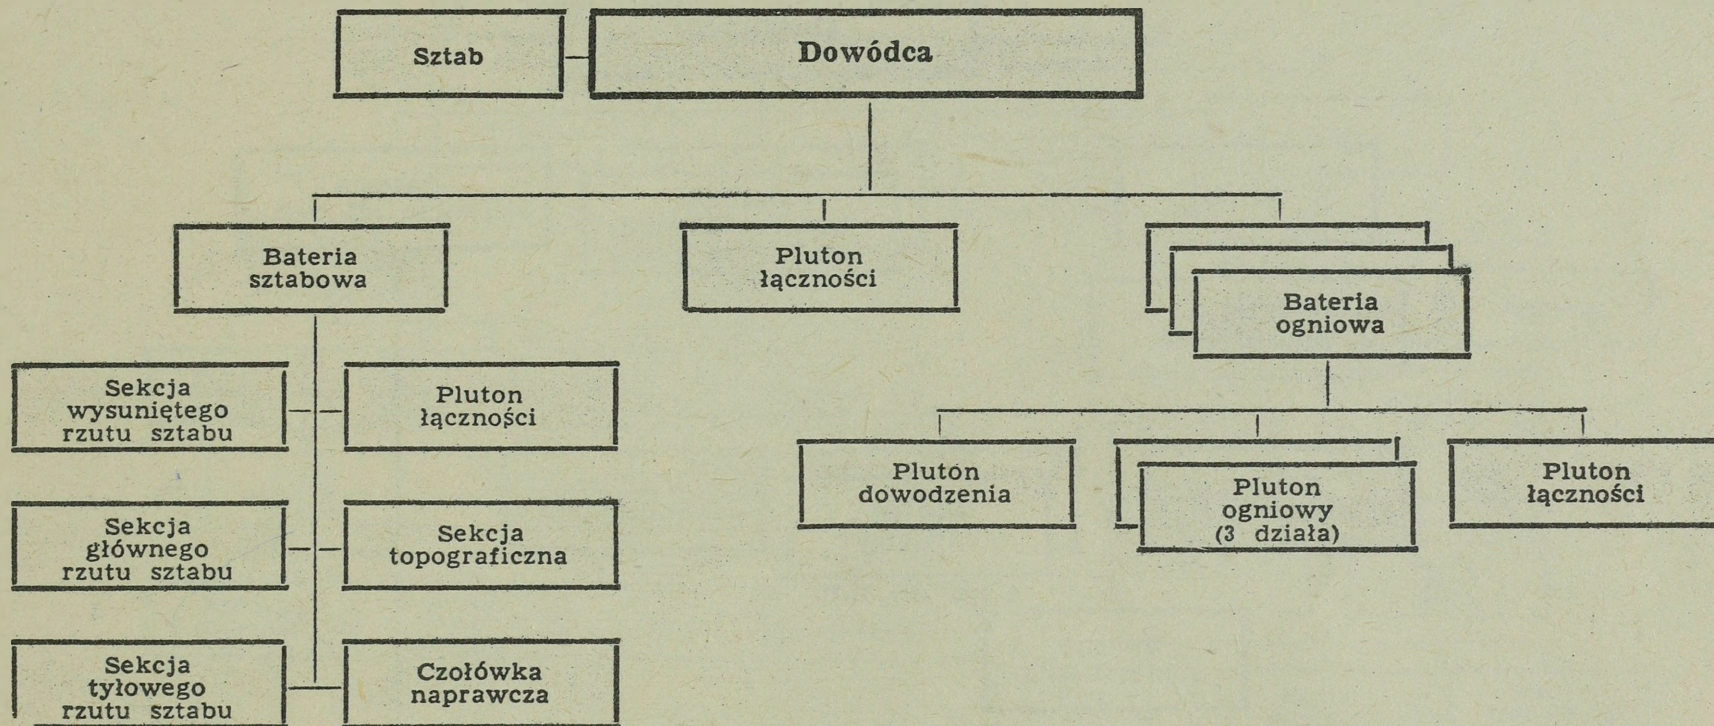 Sztab
Dowódca
Bateria
sztabowa
Pluton
łączności
Bateria
ogniowa
Sekcja
wysuniętego
rzutu sztabu
Pluton
łączności
Sekcja
głównego
rzutu sztabu
Sekcja
topograficzna
Sekcja
tyłowego
rzutu sztabu
Czołówka
naprawcza
Pluton
dowodzenia
Pluton
ogniowy
(3 działa)
Pluton
łączności